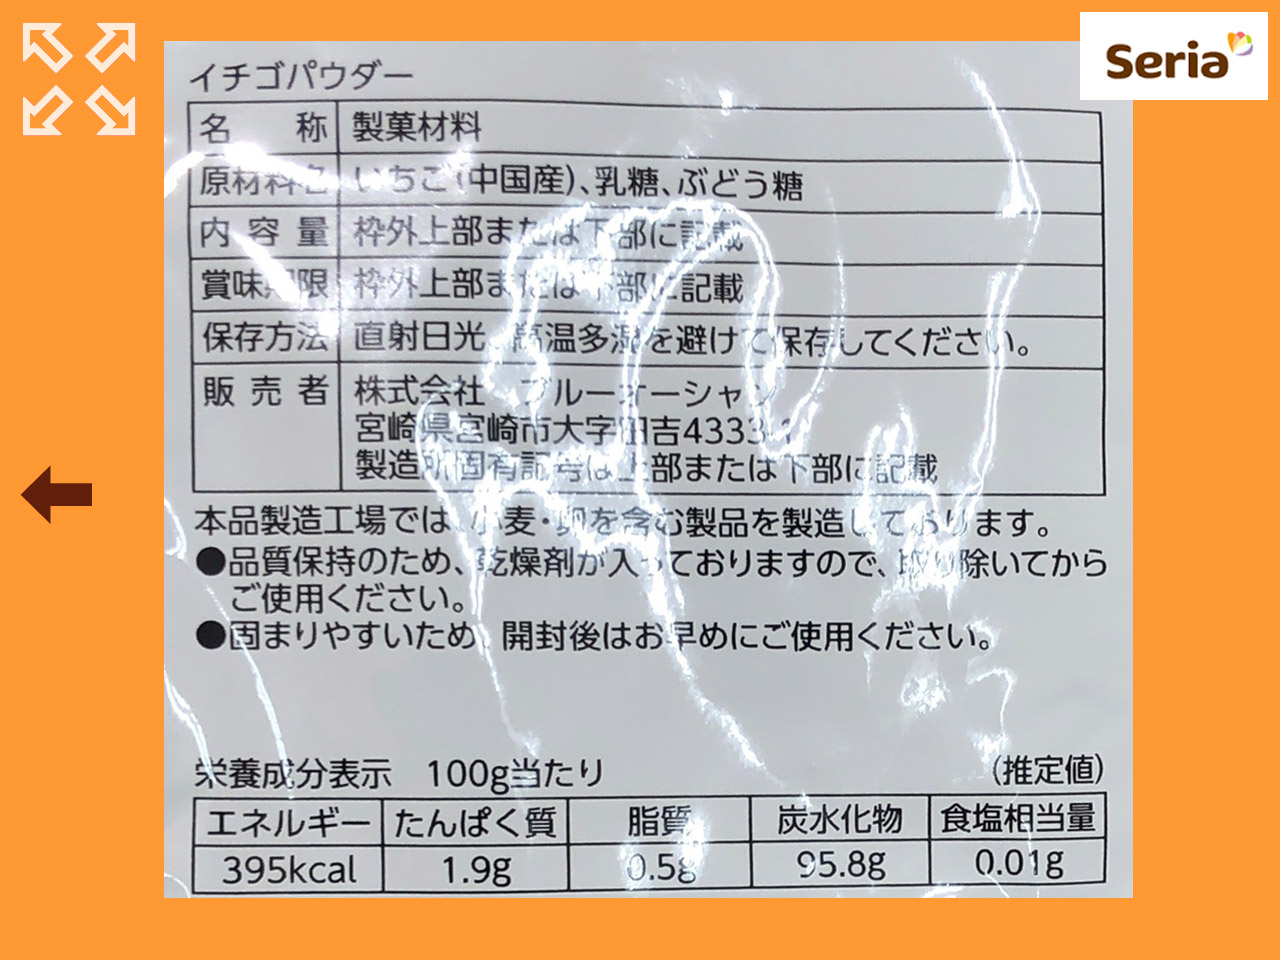 Seria
イチゴパウダー
名称 製菓材料
原材料名 いちご(中国産)、乳糖、ぶどう糖
内容量 枠外上部または下部に記載
賞味期限 枠外上部または下部に記載
保存方法 直射日光、高温多湿を避けて保存してください。
販売者 株式会社 ブルーオーシャン
宮崎県宮崎市大字田吉4333-1
製造所固有記号は上部または下部に記載
本品製造工場では、小麦・卵を含む製品を製造しております。
●品質保持のため、乾燥剤が入っておりますので、取り除いてから
ご使用ください。
●固まりやすいため、開封後はお早めにご使用ください。
栄養成分表示 100g当たり (推定値)
エネルギー たんぱく質 脂質 炭水化物 食塩相当量
395kcal 1.9g 0.5g 95.8g 0.01g